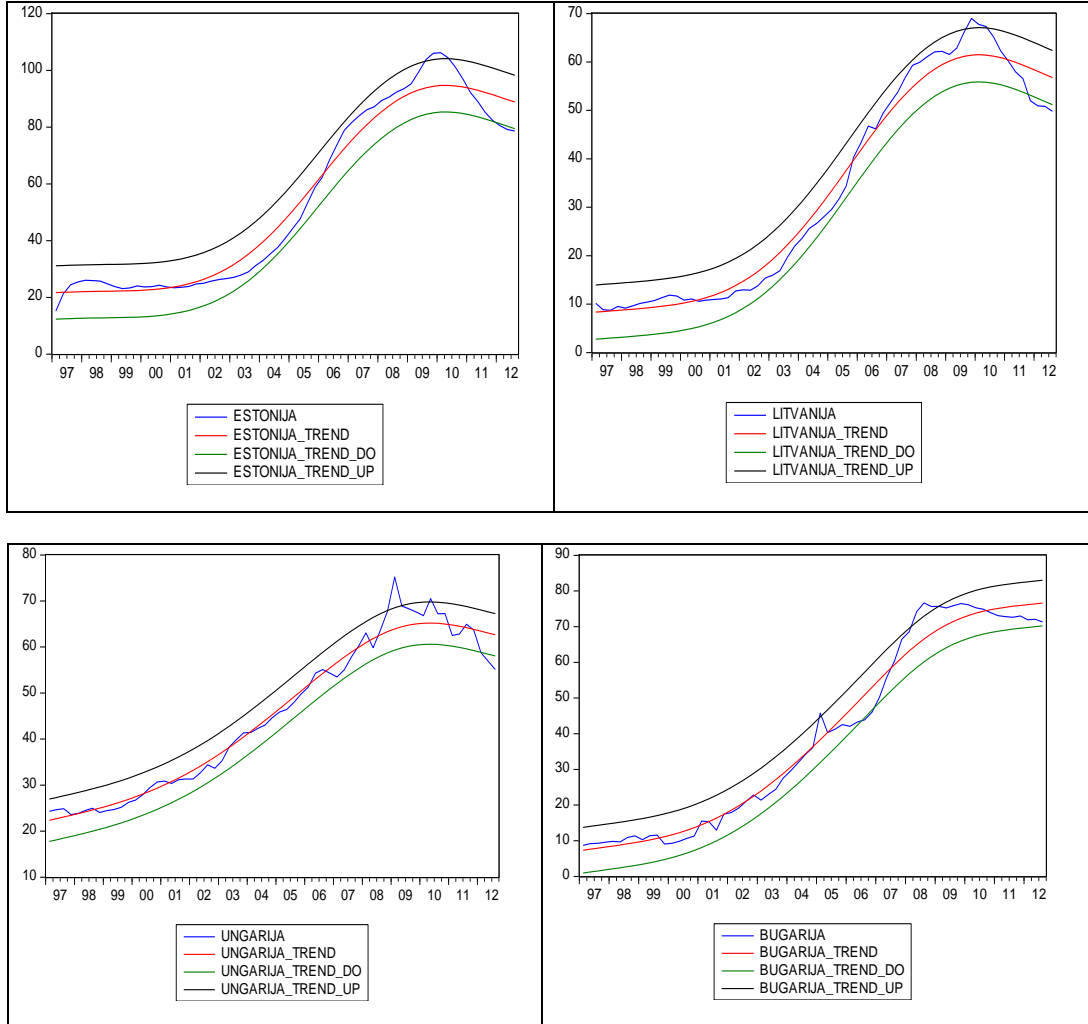 120
100
80
60
40
20
0
97 98 99 00 01 02 03 04 05 06 07 08 09 10 11 12
ESTONIJA
ESTONIJA_TREND
ESTONIJA_TREND_DO
ESTONIJA_TREND_UP
70
60
50
40
30
20
10
0
97 98 99 00 01 02 03 04 05 06 07 08 09 10 11 12
LITVANIJA
LITVANIJA_TREND
LITVANIJA_TREND_DO
LITVANIJA_TREND_UP
80
70
60
50
40
30
20
10
97 98 99 00 01 02 03 04 05 06 07 08 09 10 11 12
UNGARIJA
UNGARIJA_TREND
UNGARIJA_TREND_DO
UNGARIJA_TREND_UP
90
80
70
60
50
40
30
20
10
0
97 98 99 00 01 02 03 04 05 06 07 08 09 10 11 12
BUGARIJA
BUGARIJA_TREND
BUGARIJA_TREND_DO
BUGARIJA_TREND_UP